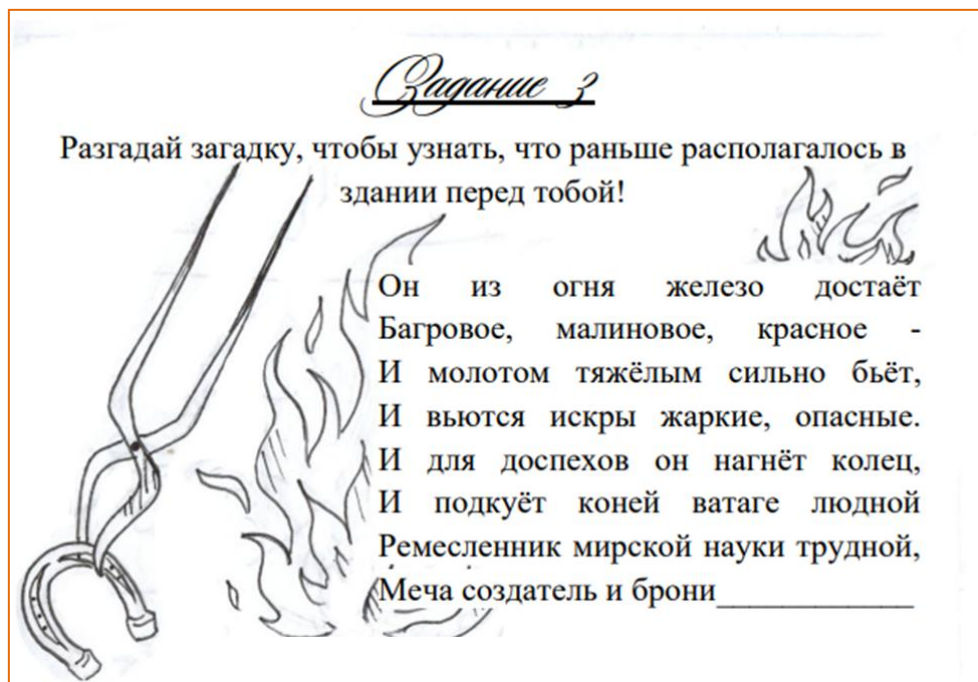 Задание 3
Разгадай загадку, чтобы узнать, что раньше располагалось в
здании перед тобой!
Он из огня железо достаёт
Багровое, малиновое, красное -
И молотом тяжёлым сильно бьёт,
И вьются искры жаркие, опасные.
И для доспехов он нагнёт колец,
И подкуёт коней ватаге людной
Ремесленник мирской науки трудной,
Меча создатель и брони____________